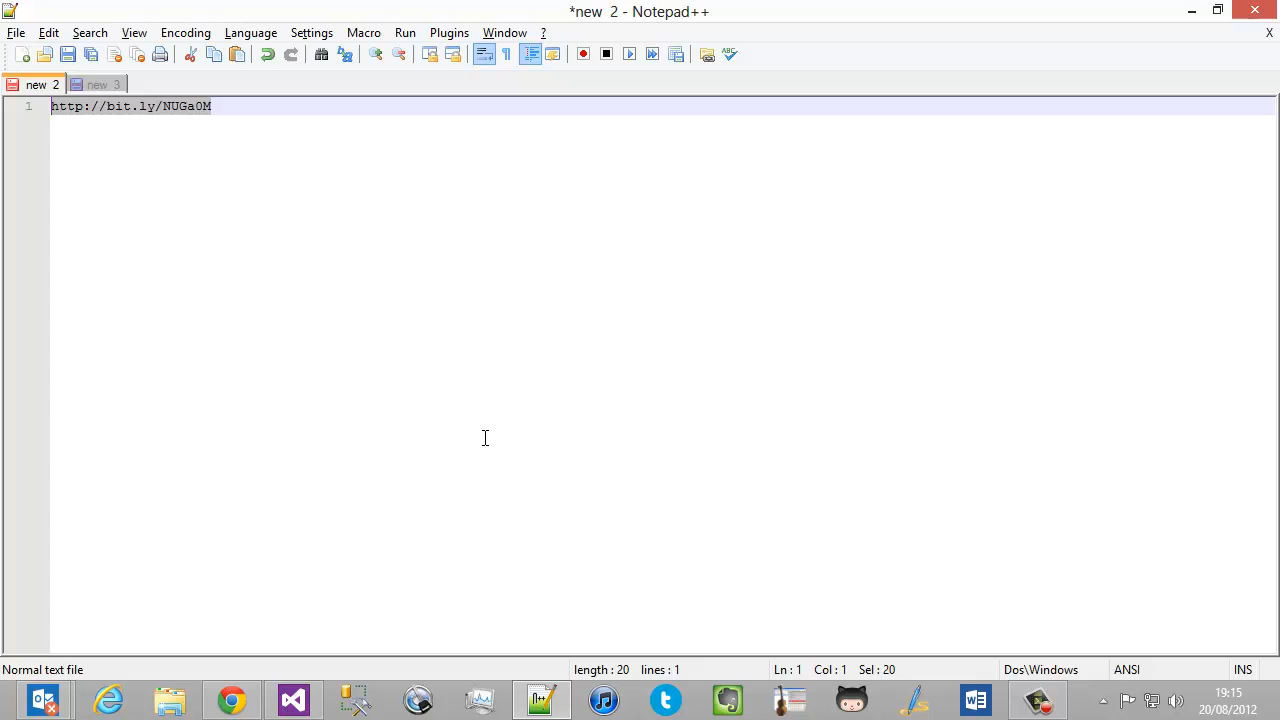 *new  2 - Notepad++
File Edit Search View Encoding Language Settings Macro Run Plugins Window ? X
new 2 new 3
1 http://bit.ly/NUGa0M
Normal text file length : 20 lines : 1 Ln : 1 Col : 1 Sel : 20 Dos\Windows ANSI INS
19:15
20/08/2012